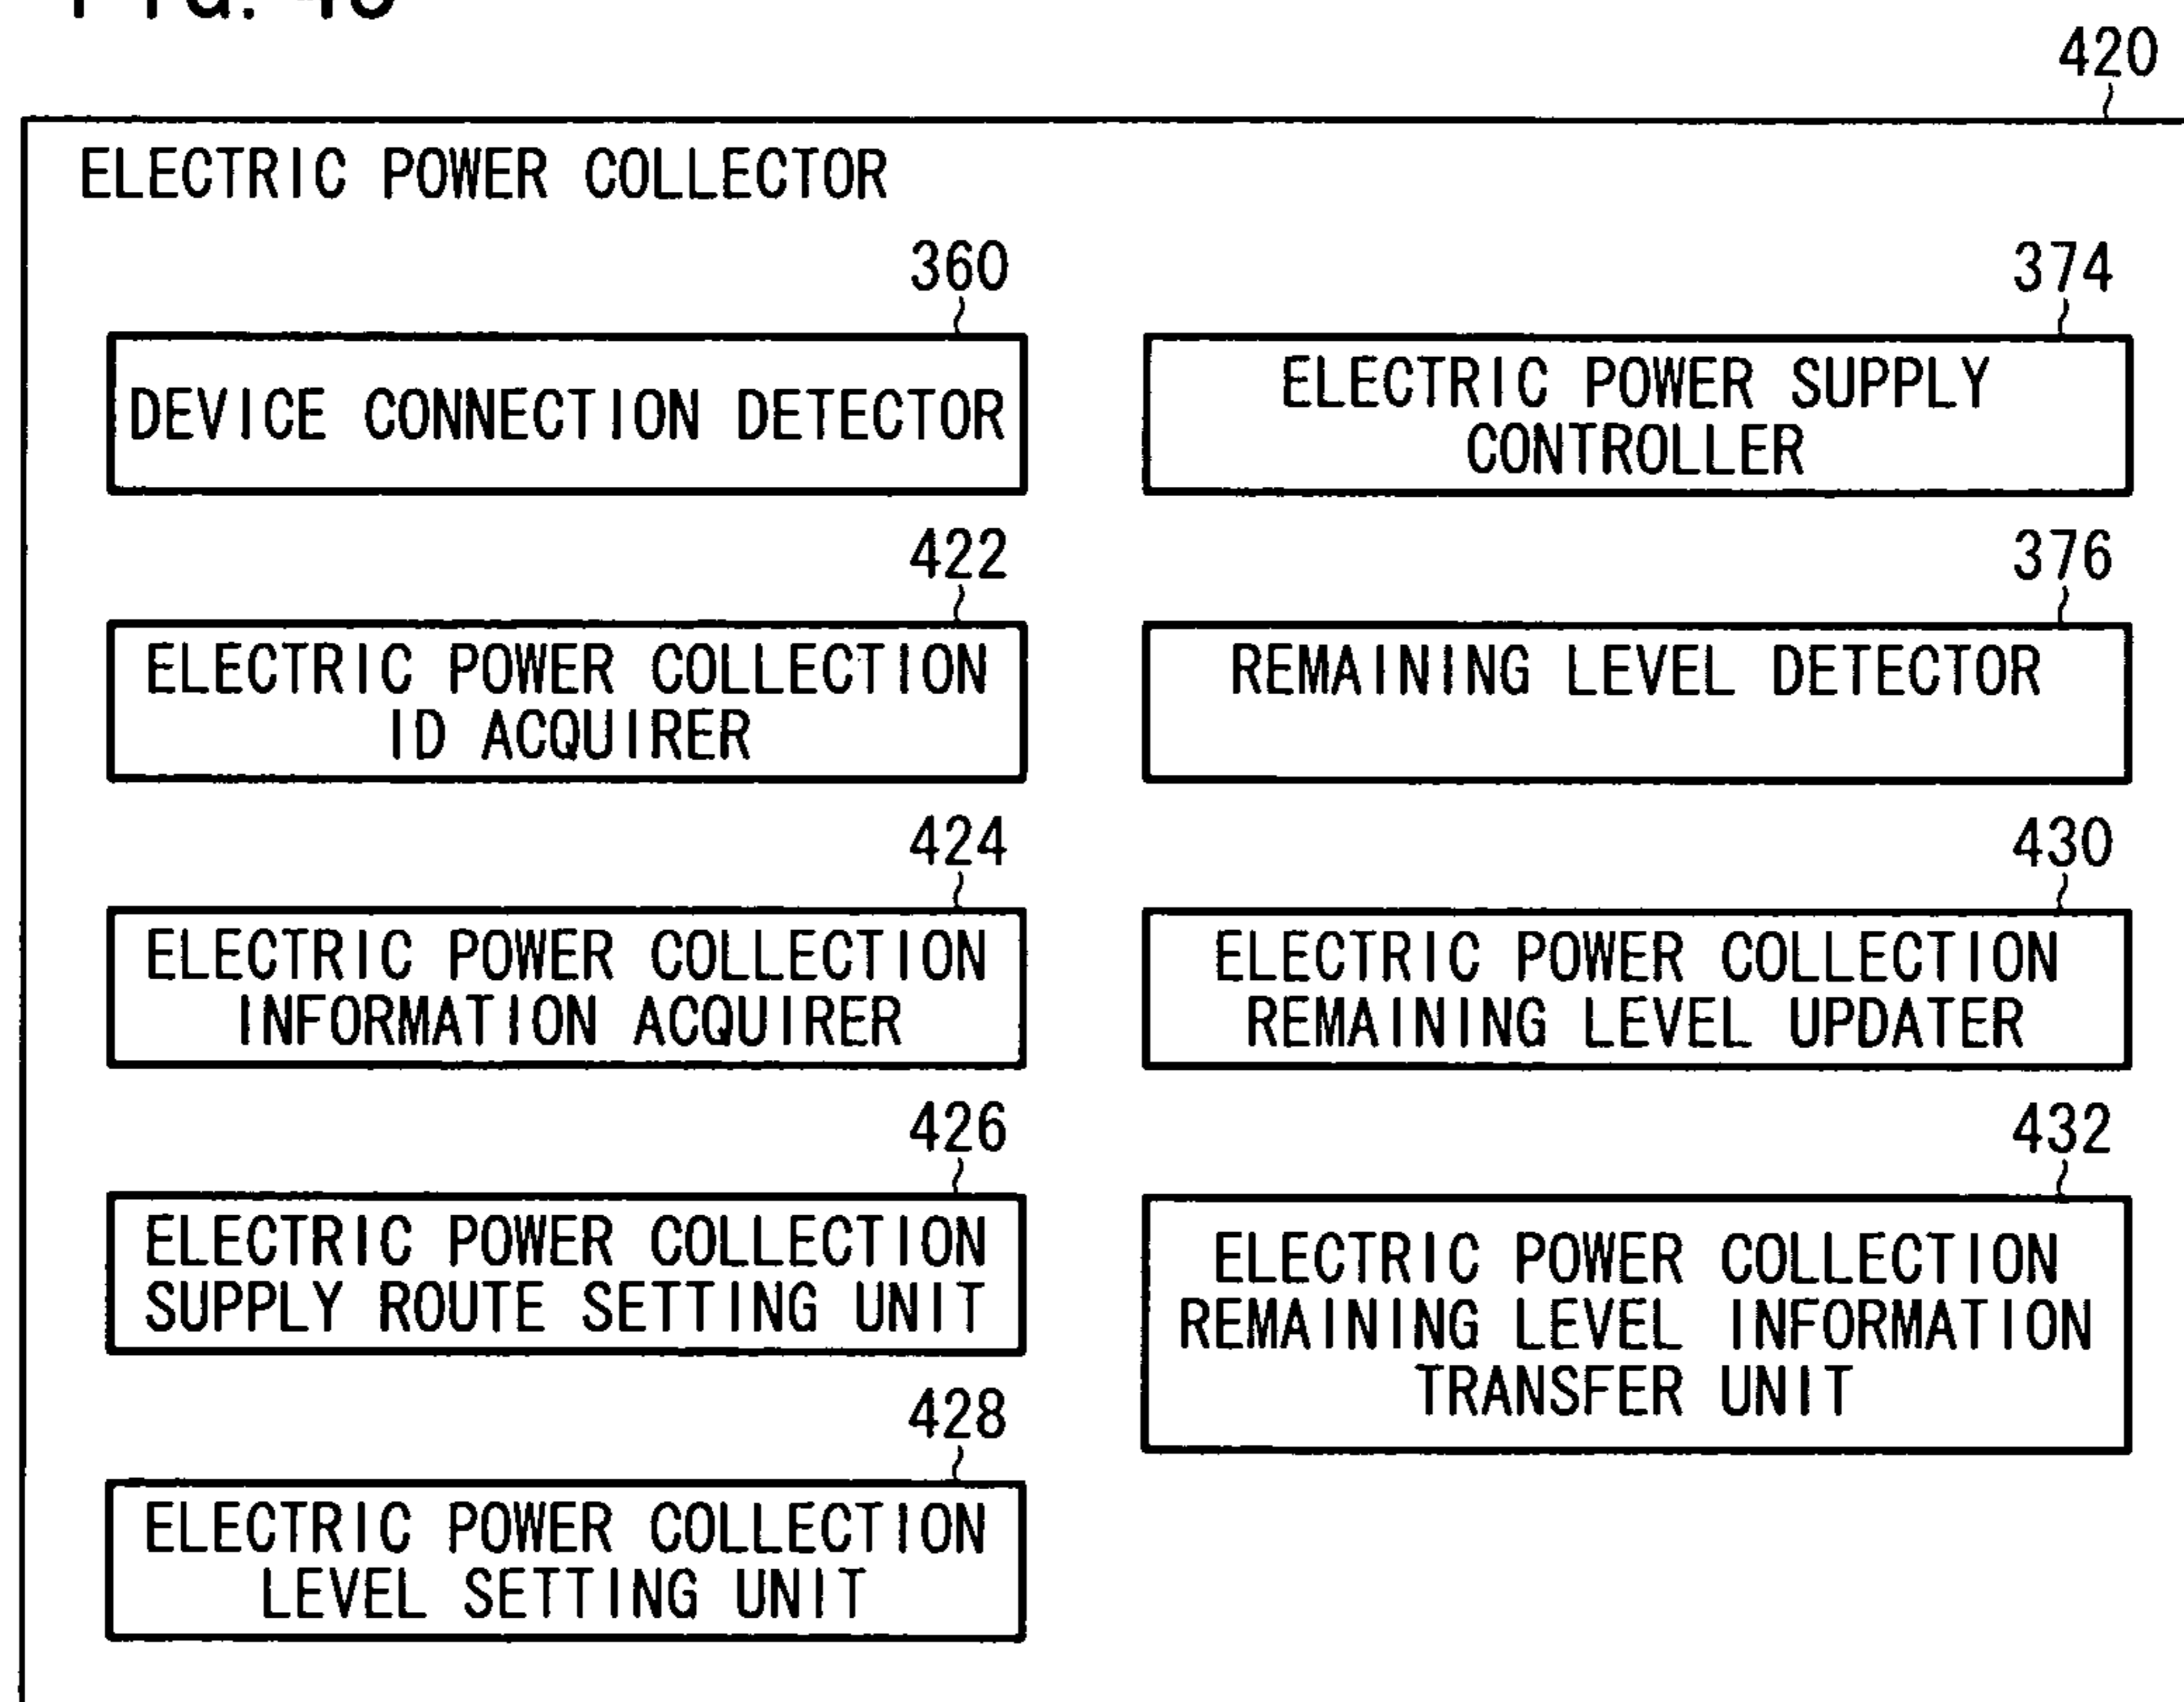 420
ELECTRIC POWER COLLECTOR
360
DEVICE CONNECTION DETECTOR
422
ELECTRIC POWER COLLECTION
ID ACQUIRER
424
ELECTRIC POWER COLLECTION
INFORMATION ACQUIRER
426
ELECTRIC POWER COLLECTION
SUPPLY ROUTE SETTING UNIT
428
ELECTRIC POWER COLLECTION
LEVEL SETTING UNIT
374
ELECTRIC POWER SUPPLY
CONTROLLER
376
REMAINING LEVEL DETECTOR
430
ELECTRIC POWER COLLECTION
REMAINING LEVEL UPDATER
432
ELECTRIC POWER COLLECTION
REMAINING LEVEL INFORMATION
TRANSFER UNIT